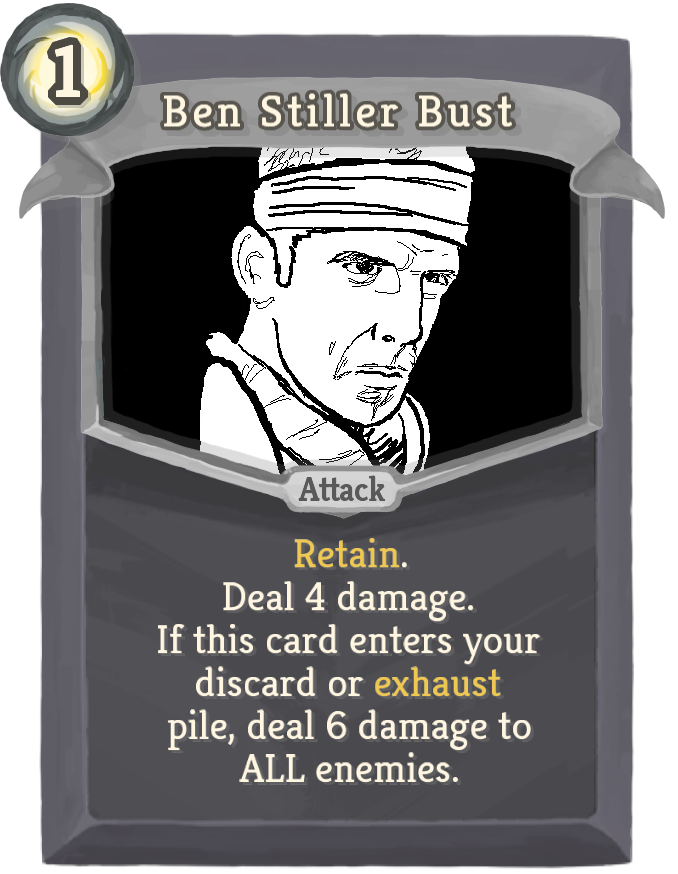 1
Ben Stiller Bust
Attack
Retain.
Deal 4 damage.
If this card enters your
discard or exhaust
pile, deal 6 damage to
ALL enemies.